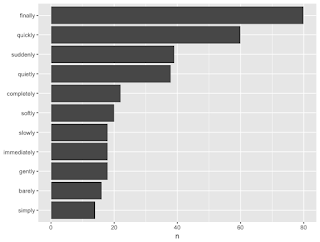 finally
quickly
suddenly
quietly
completely
softly
slowly
immediately
gently
barely
simply
0 20 40 60 80
n